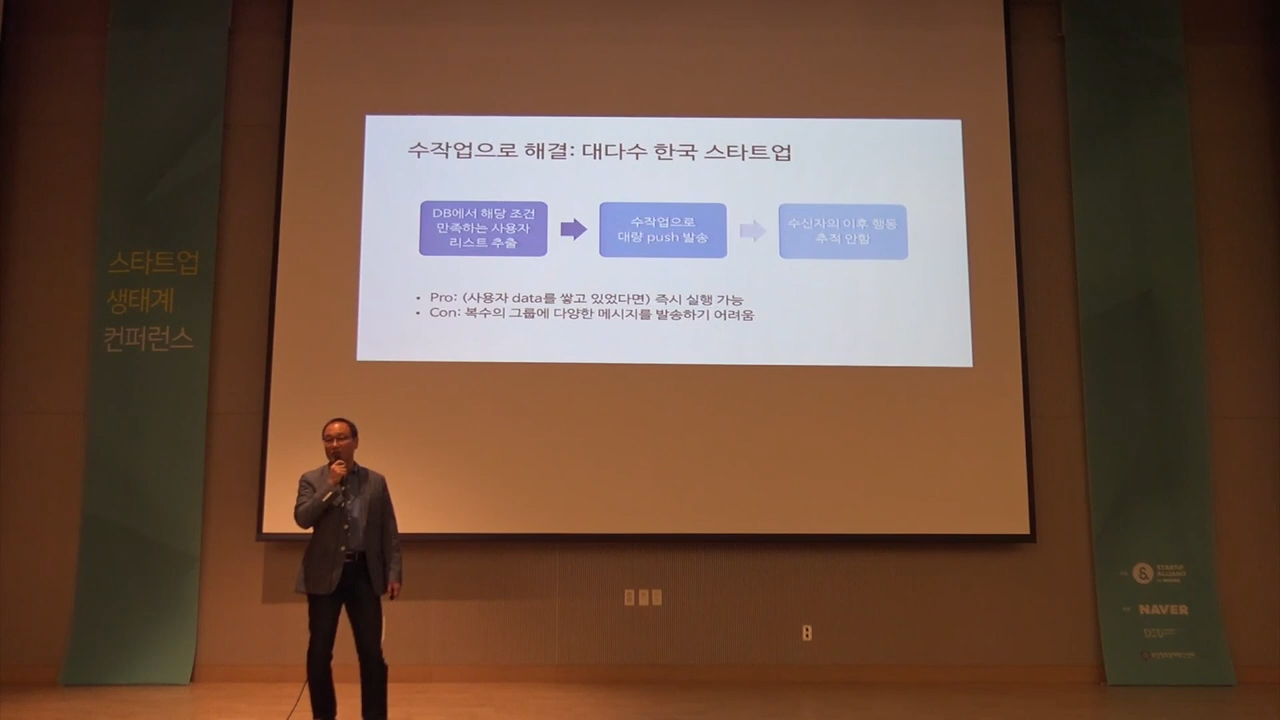 수작업으로 해결: 대다수 한국 스타트업
DB에서 해당 조건
만족하는 사용자
리스트 추출
수작업으로
대량 push 발송
수신자의 이후 행동
추적 안함
• Pro: (사용자 data를 쌓고 있었다면) 즉시 실행 가능
• Con: 복수의 그룹에 다양한 메시지를 발송하기 어려움
스타트업
생태계
컨퍼런스
&
STARTUP
ALLIANCE
NAVER